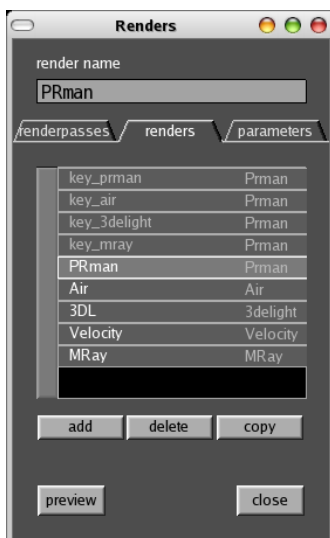 Renders
render name
PRman
renderpasses renders parameters
key_prman Prman
key_air Prman
key_3delight Prman
key_mray Prman
PRman Prman
Air Air
3DL 3delight
Velocity Velocity
MRay MRay
add delete copy
preview close